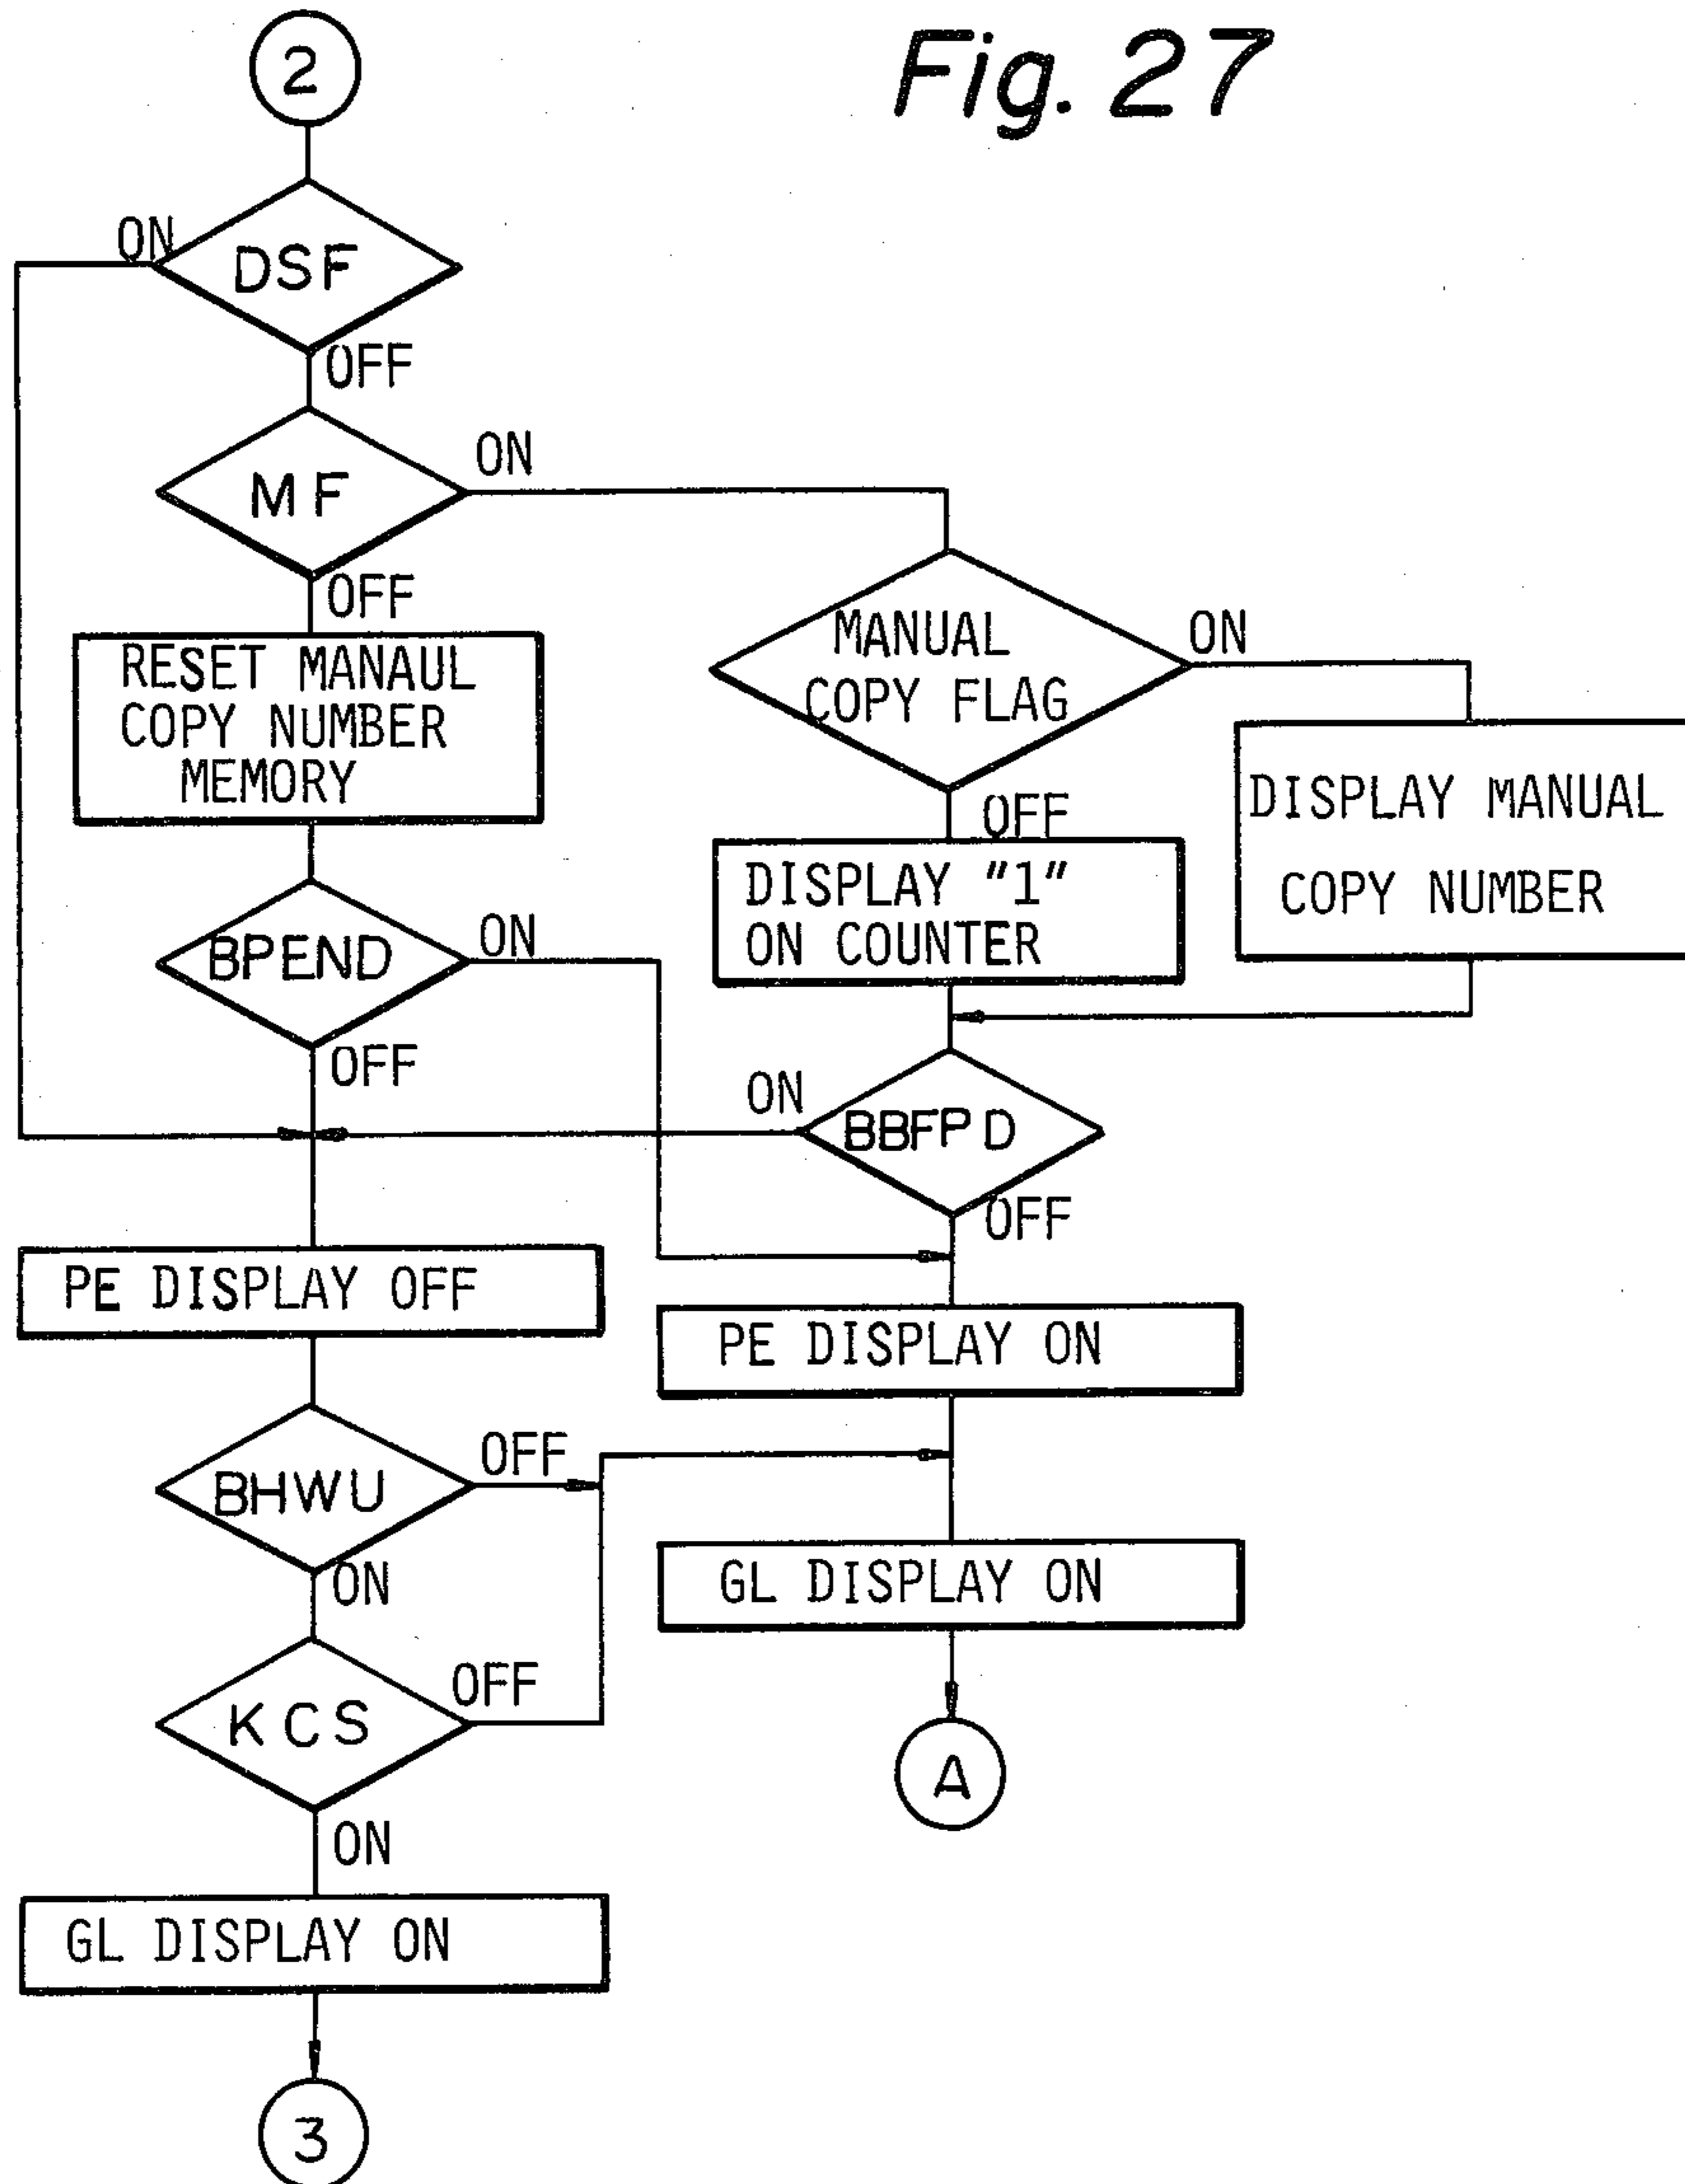 Fig. 27
2
ON
DSF
OFF
MF
ON
OFF
RESET MANAUL
COPY NUMBER
MEMORY
MANUAL
COPY FLAG
ON
OFF
DISPLAY MANUAL
COPY NUMBER
DISPLAY "1"
ON COUNTER
BPEND
ON
OFF
ON
BBFPD
OFF
PE DISPLAY OFF
PE DISPLAY ON
BHWU
OFF
ON
GL DISPLAY ON
KCS
OFF
ON
A
GL DISPLAY ON
3